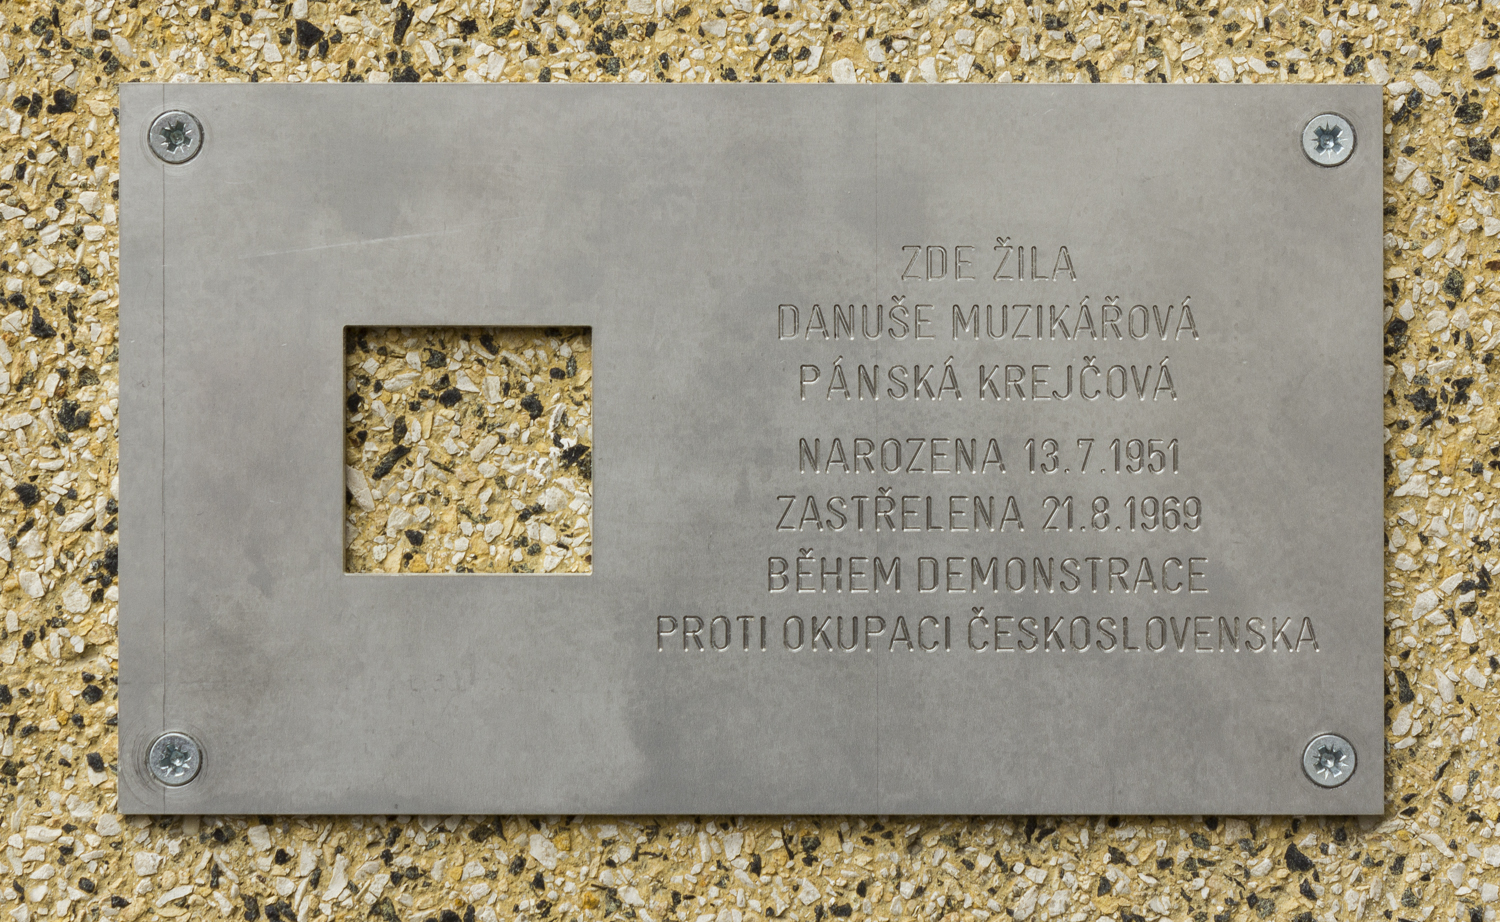 ZDE ŽILA
DANUŠE MUZIKÁŘOVÁ
PÁNSKÁ KREJČOVÁ
NAROZENA 13.7.1951
ZASTŘELENA 21.8.1969
BĚHEM DEMONSTRACE
PROTI OKUPACI ČESKOSLOVENSKA